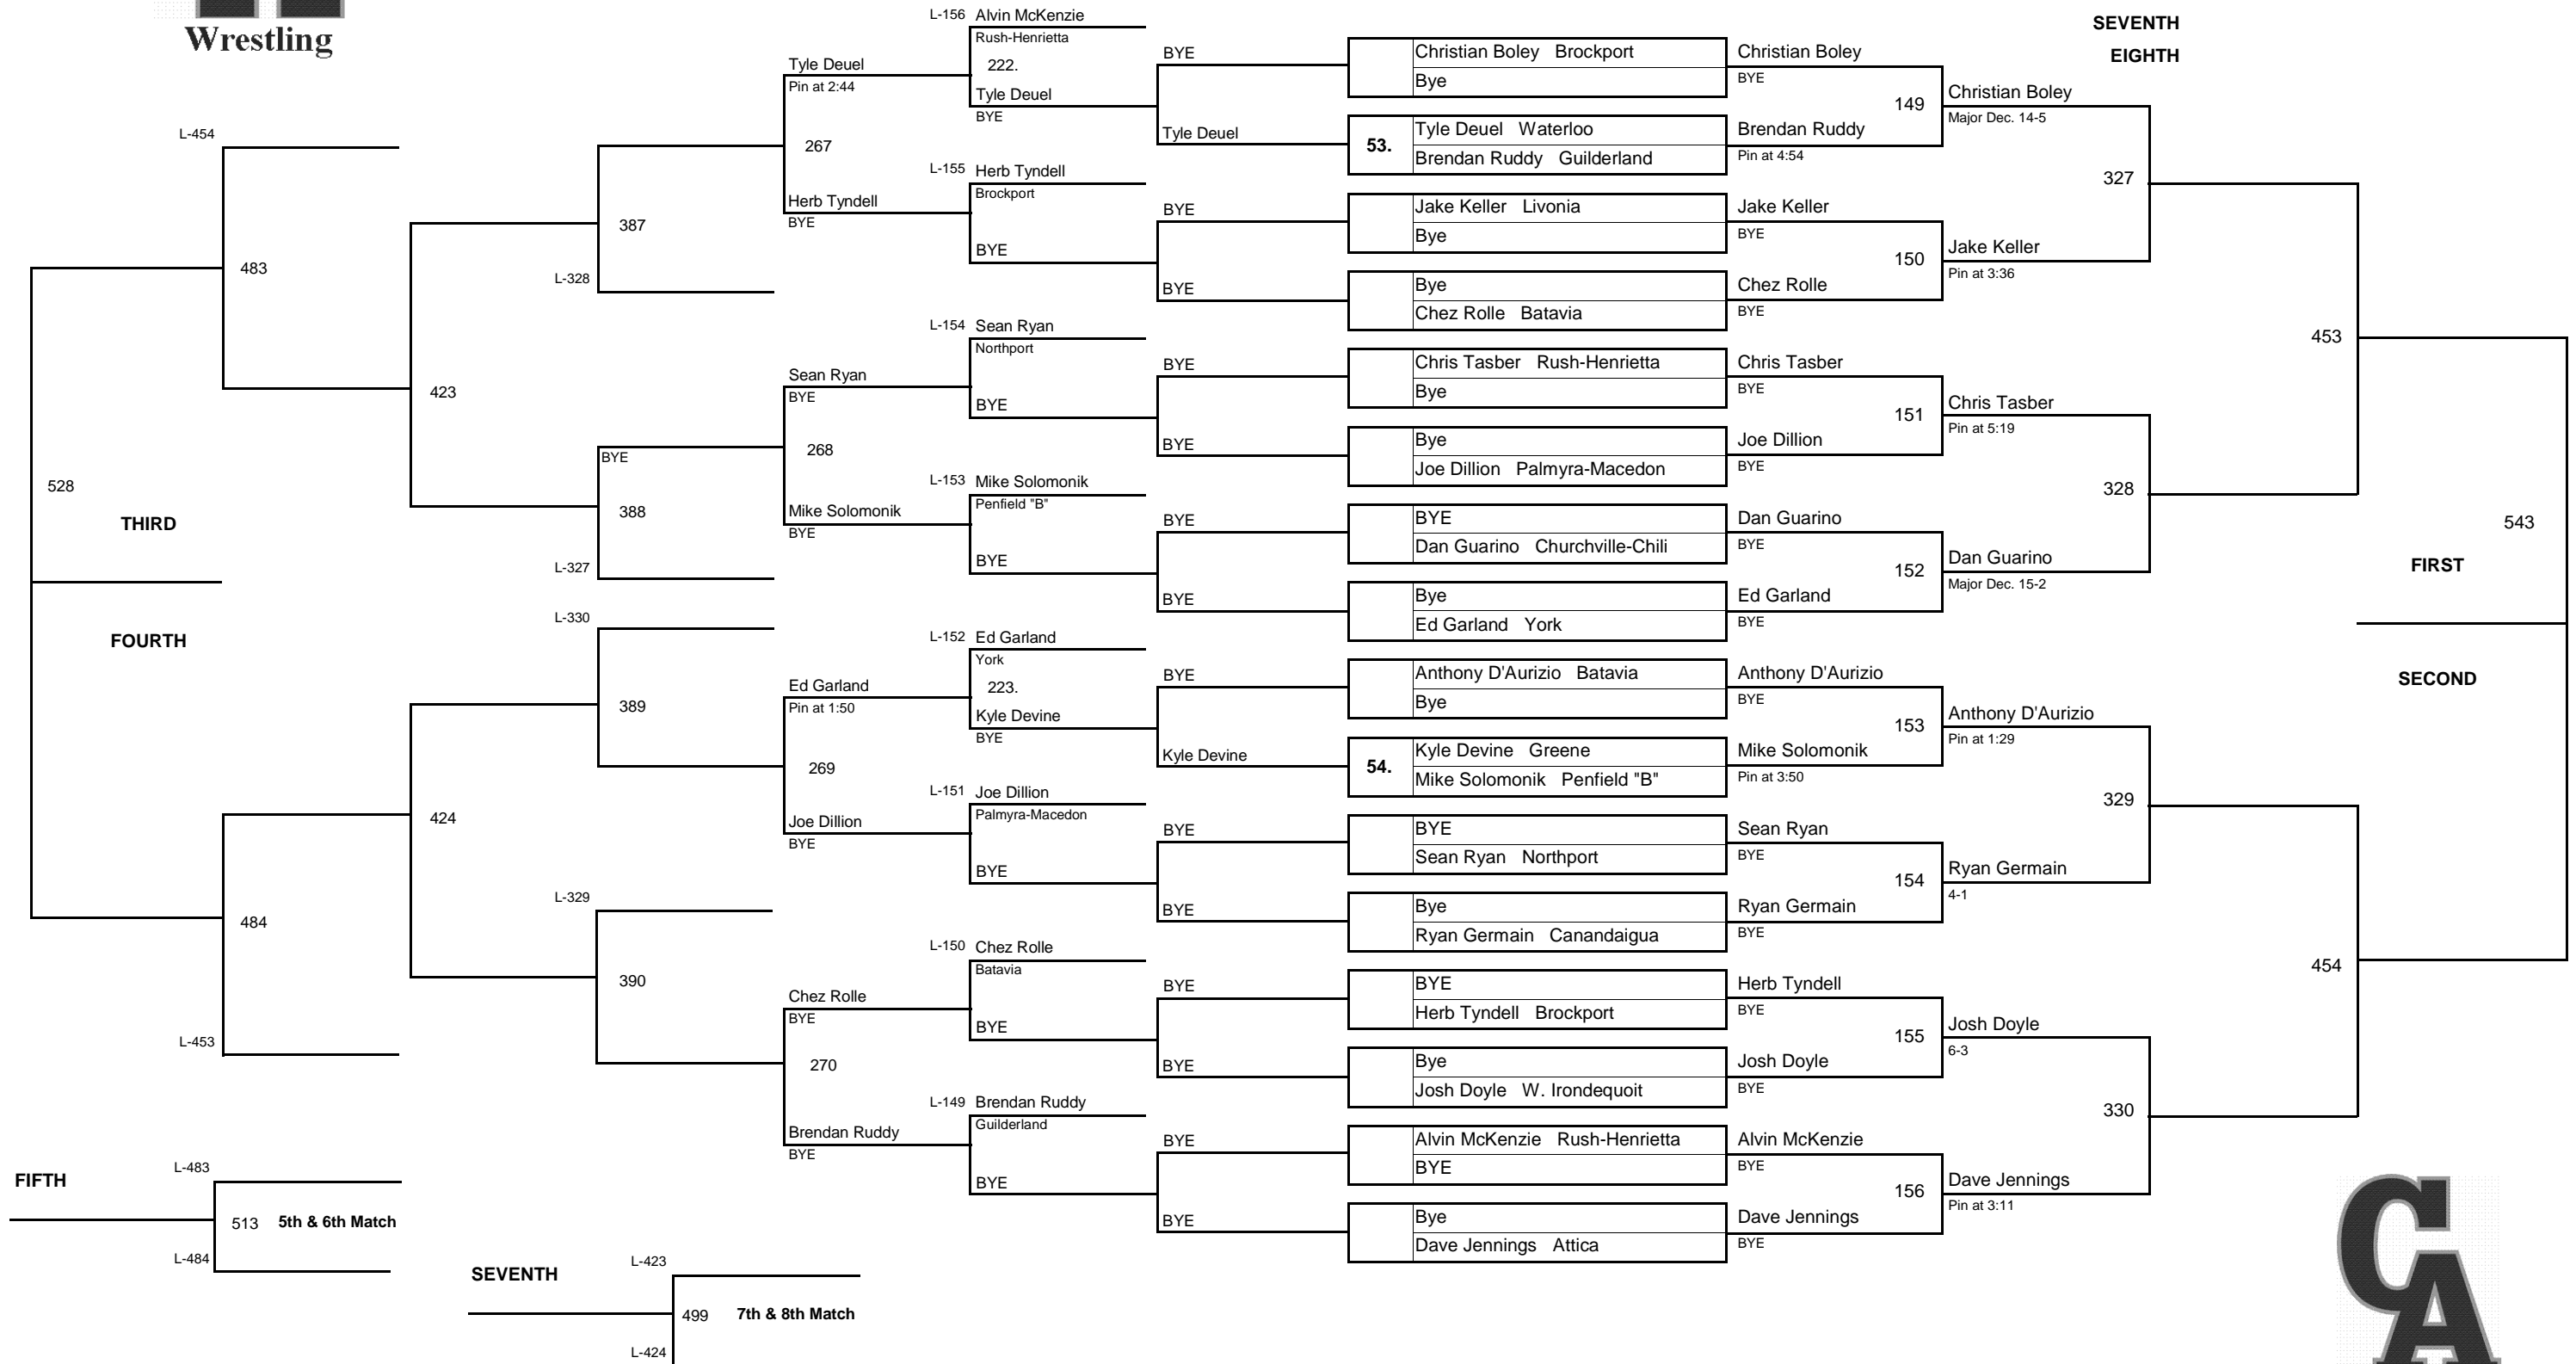 Wrestling
SEVENTH
EIGHTH
L-156 Alvin McKenzie
Rush-Henrietta
222.
Tyle Deuel
BYE
Tyle Deuel
Pin at 2:44
267
Herb Tyndell
BYE
L-155 Herb Tyndell
Brockport
BYE
L-454
483
387
L-328
423
L-154 Sean Ryan
Northport
BYE
Sean Ryan
BYE
268
Mike Solomonik
BYE
L-153 Mike Solomonik
Penfield "B"
BYE
BYE
388
L-327
528
THIRD
FOURTH
L-330
389
L-152 Ed Garland
York
223.
Kyle Devine
BYE
Ed Garland
Pin at 1:50
269
Joe Dillion
BYE
L-151 Joe Dillion
Palmyra-Macedon
BYE
424
484
L-329
390
L-150 Chez Rolle
Batavia
BYE
Chez Rolle
BYE
270
Brendan Ruddy
BYE
L-149 Brendan Ruddy
Guilderland
BYE
L-453
BYE
Tyle Deuel
BYE
BYE
BYE
BYE
BYE
BYE
BYE
Kyle Devine
BYE
BYE
BYE
BYE
BYE
BYE
Christian Boley Brockport
Bye
53.
Tyle Deuel Waterloo
Brendan Ruddy Guilderland
Jake Keller Livonia
Bye
Bye
Chez Rolle Batavia
Chris Tasber Rush-Henrietta
Bye
Bye
Joe Dillion Palmyra-Macedon
BYE
Dan Guarino Churchville-Chili
Bye
Ed Garland York
Anthony D'Aurizio Batavia
Bye
54.
Kyle Devine Greene
Mike Solomonik Penfield "B"
BYE
Sean Ryan Northport
Bye
Ryan Germain Canandaigua
BYE
Herb Tyndell Brockport
Bye
Josh Doyle W. Irondequoit
Alvin McKenzie Rush-Henrietta
BYE
Bye
Dave Jennings Attica
Christian Boley
BYE
149
Brendan Ruddy
Pin at 4:54
Jake Keller
BYE
150
Chez Rolle
BYE
Chris Tasber
BYE
151
Joe Dillion
BYE
Dan Guarino
BYE
152
Ed Garland
BYE
Anthony D'Aurizio
BYE
153
Mike Solomonik
Pin at 3:50
Sean Ryan
BYE
154
Ryan Germain
BYE
Herb Tyndell
BYE
155
Josh Doyle
BYE
Alvin McKenzie
BYE
156
Dave Jennings
BYE
Christian Boley
Major Dec. 14-5
327
Jake Keller
Pin at 3:36
Chris Tasber
Pin at 5:19
328
Dan Guarino
Major Dec. 15-2
Anthony D'Aurizio
Pin at 1:29
329
Ryan Germain
4-1
Josh Doyle
6-3
330
Dave Jennings
Pin at 3:11
453
454
543
FIRST
SECOND
FIFTH
L-483
513 5th & 6th Match
L-484
SEVENTH
L-423
499 7th & 8th Match
L-424
CA